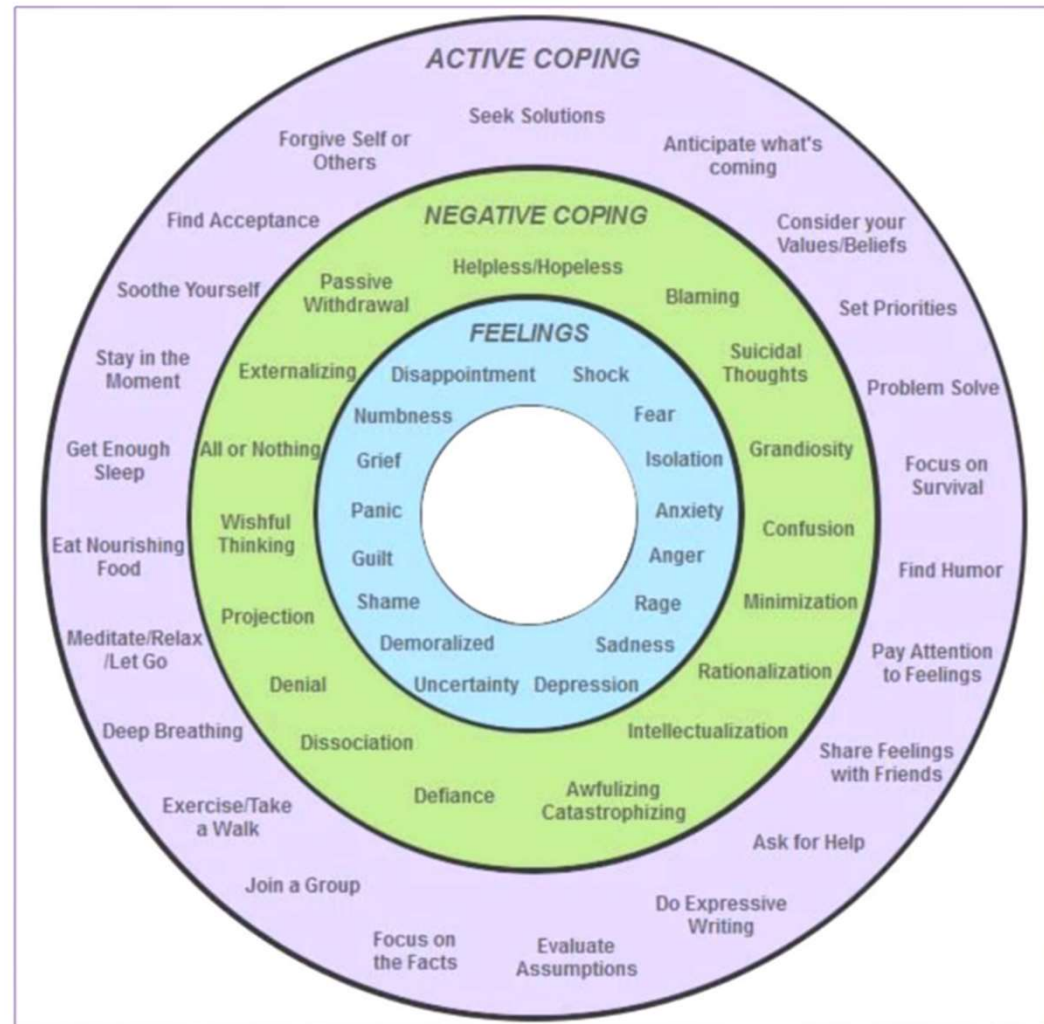 ACTIVE COPING
Seek Solutions
Anticipate what's
coming
Consider your
Values/Beliefs
Set Priorities
Problem Solve
Focus on
Survival
Find Humor
Pay Attention
to Feelings
Share Feelings
with Friends
Ask for Help
Do Expressive
Writing
Evaluate
Assumptions
Focus on
the Facts
Join a Group
Exercise/Take
a Walk
Deep Breathing
Meditate/Relax
/Let Go
Eat Nourishing
Food
Get Enough
Sleep
Stay in the
Moment
Soothe Yourself
Find Acceptance
Forgive Self or
Others
NEGATIVE COPING
Helpless/Hopeless
Blaming
Suicidal
Thoughts
Grandiosity
Confusion
Minimization
Rationalization
Intellectualization
Awfulizing
Catastrophizing
Defiance
Dissociation
Denial
Projection
Wishful
Thinking
All or Nothing
Externalizing
Passive
Withdrawal
FEELINGS
Disappointment
Shock
Fear
Isolation
Anxiety
Anger
Rage
Sadness
Depression
Uncertainty
Demoralized
Shame
Guilt
Panic
Grief
Numbness